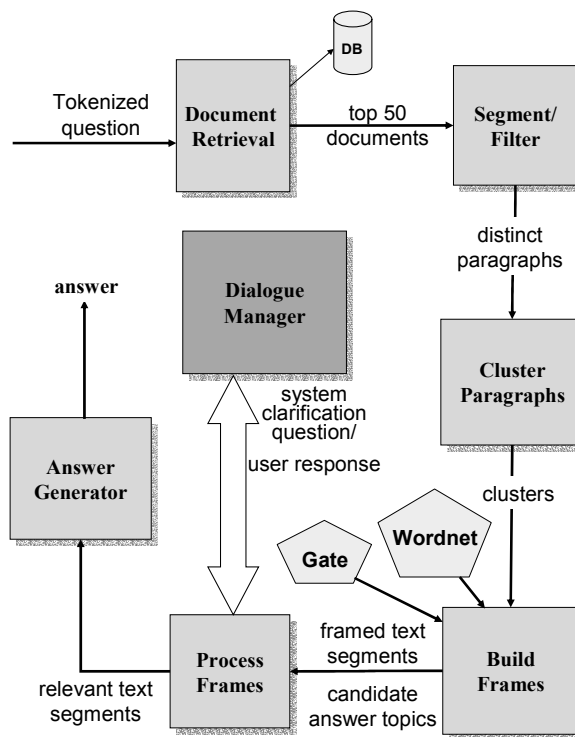 DB
Tokenized
question
Document
Retrieval
top 50
documents
Segment/
Filter
distinct
paragraphs
Dialogue
Manager
answer
Cluster
Paragraphs
system
clarification
question/
user response
Answer
Generator
clusters
Wordnet
Gate
framed text
segments
Process
Frames
Build
Frames
relevant text
segments
candidate
answer topics